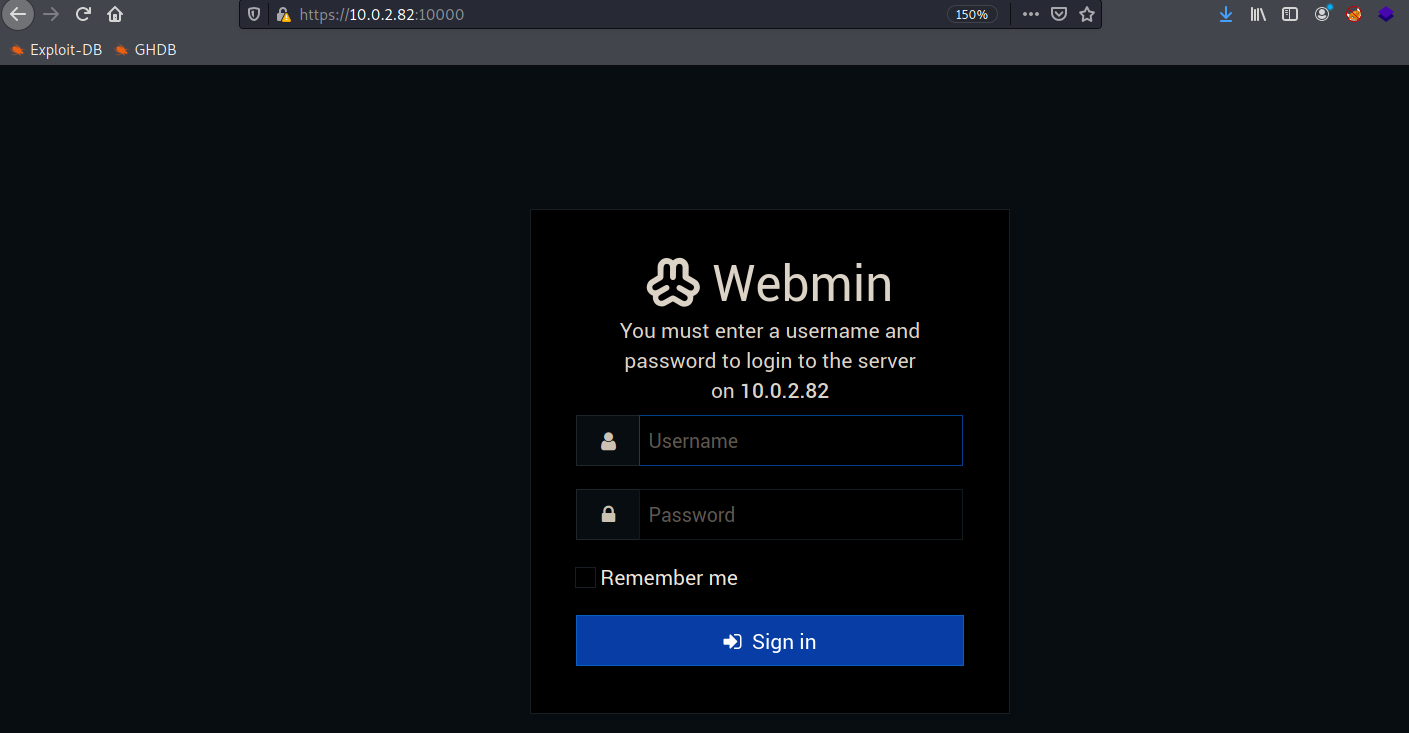 https://10.0.2.82:10000
150%
Exploit-DB
GHDB
Webmin
You must enter a username and
password to login to the server
on 10.0.2.82
Username
Password
Remember me
Sign in